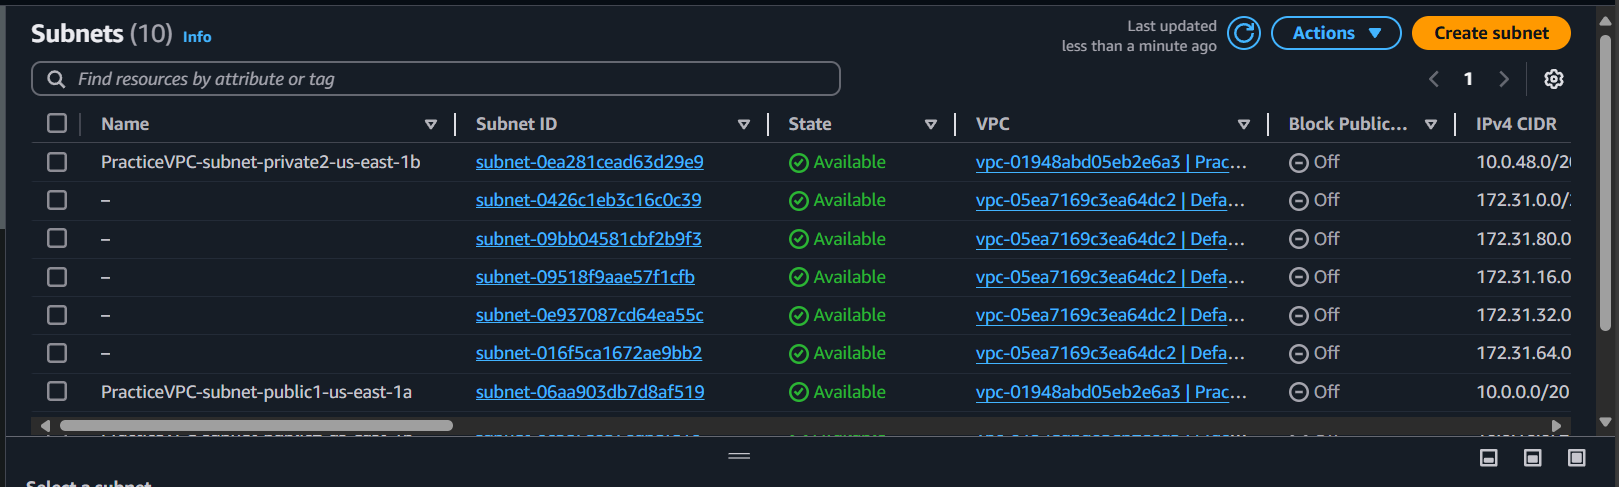 Subnets (10) Info
Last updated
less than a minute ago
Actions
Create subnet
Find resources by attribute or tag
1
Name Subnet ID State VPC Block Public... IPv4 CIDR
PracticeVPC-subnet-private2-us-east-1b subnet-0ea281cead63d29e9 Available vpc-01948abd05eb2e6a3 | Prac... Off 10.0.48.0/20
– subnet-0426c1eb3c16c0c39 Available vpc-05ea7169c3ea64dc2 | Defa... Off 172.31.0.0/
– subnet-09bb04581cbf2b9f3 Available vpc-05ea7169c3ea64dc2 | Defa... Off 172.31.80.0
– subnet-09518f9aae57f1cfb Available vpc-05ea7169c3ea64dc2 | Defa... Off 172.31.16.0
– subnet-0e937087cd64ea55c Available vpc-05ea7169c3ea64dc2 | Defa... Off 172.31.32.0
– subnet-016f5ca1672ae9bb2 Available vpc-05ea7169c3ea64dc2 | Defa... Off 172.31.64.0
PracticeVPC-subnet-public1-us-east-1a subnet-06aa903db7d8af519 Available vpc-01948abd05eb2e6a3 | Prac... Off 10.0.0.0/20
Select a subnet